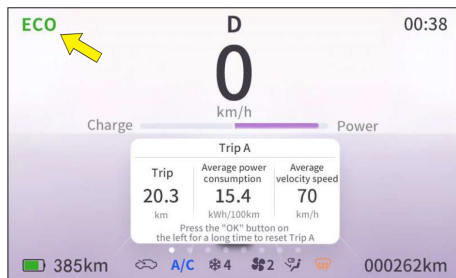 ECO D 00:38
0
km/h
Charge Power
Trip A
Trip Average power consumption Average velocity speed
20.3 15.4 70
km kWh/100km km/h
Press the "OK" button on
the left for a long time to reset Trip A
385km A/C 4 2 000262km